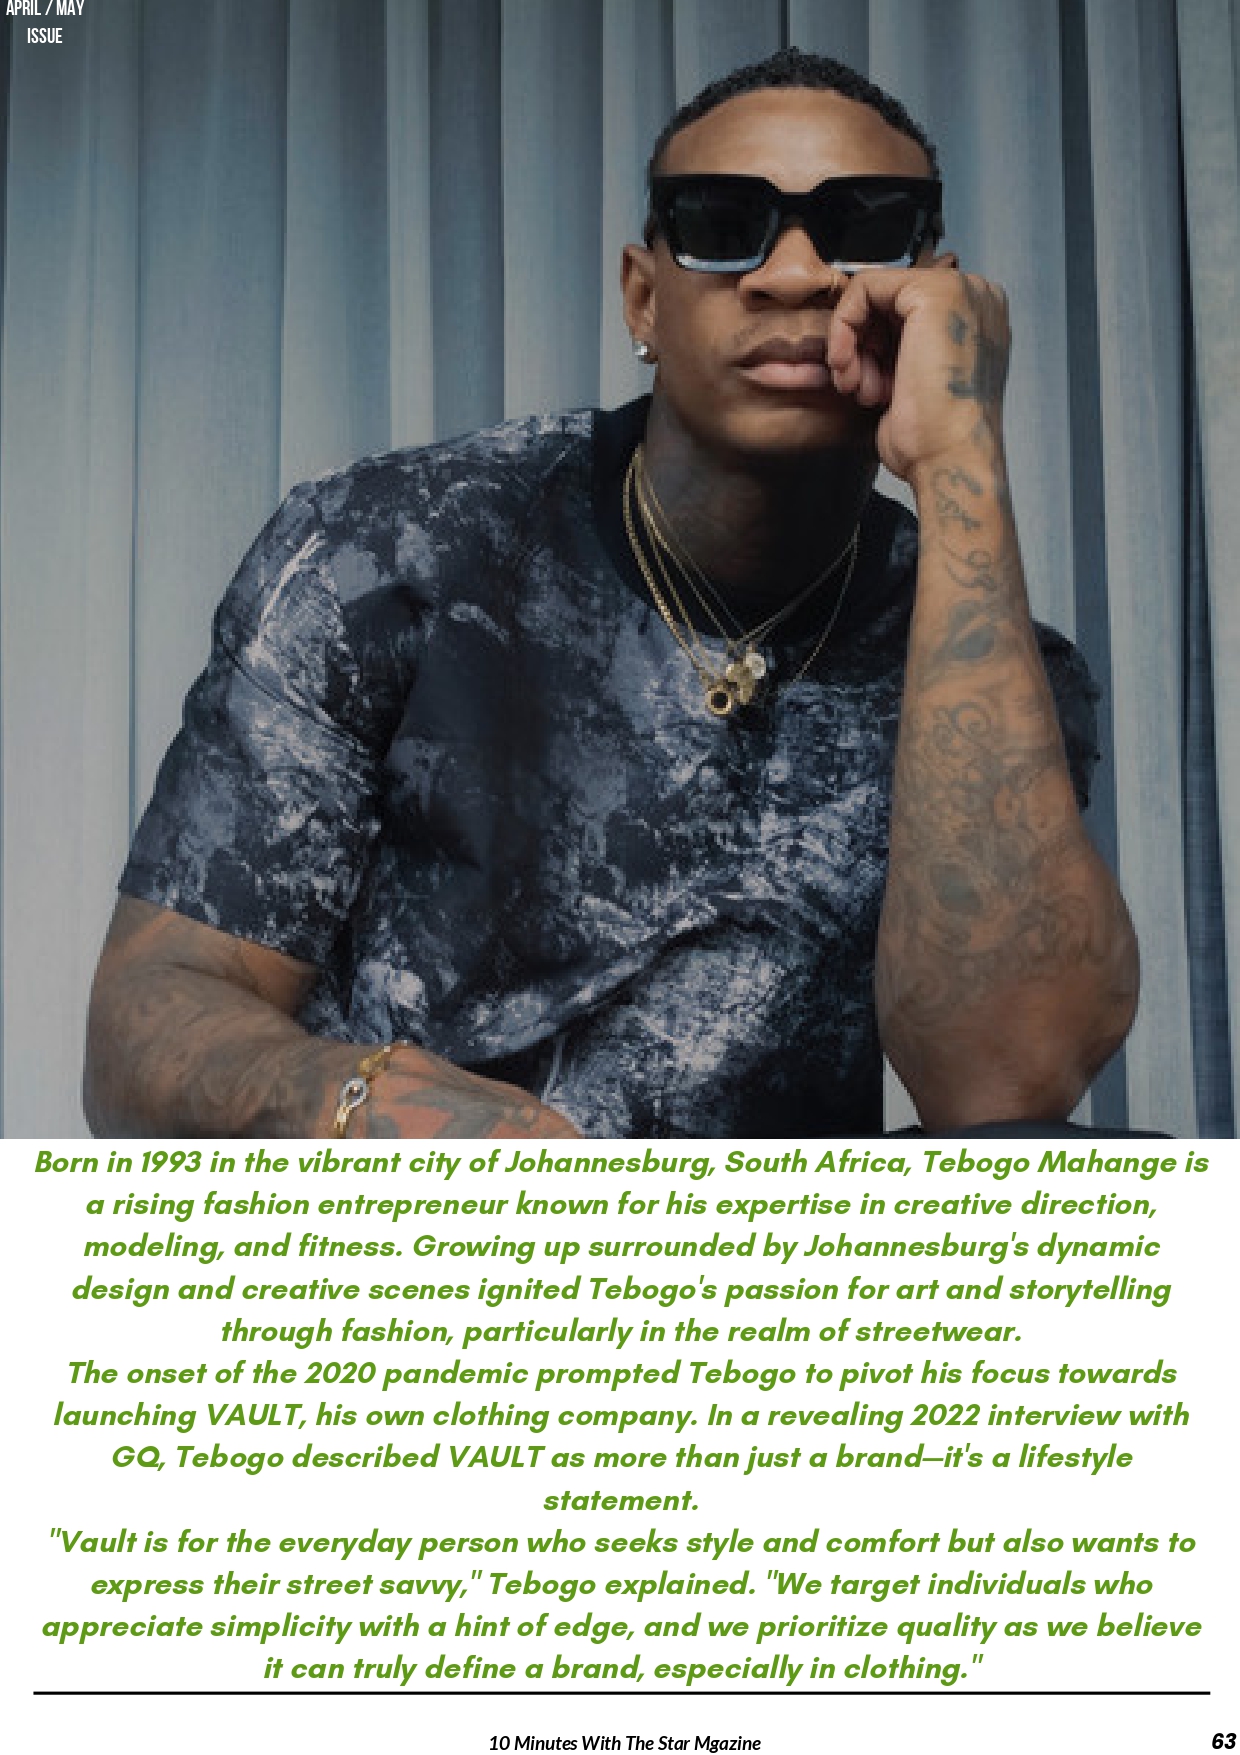 APRIL / MAY
ISSUE
Est 93
Born in 1993 in the vibrant city of Johannesburg, South Africa, Tebogo Mahange is
a rising fashion entrepreneur known for his expertise in creative direction,
modeling, and fitness. Growing up surrounded by Johannesburg's dynamic
design and creative scenes ignited Tebogo's passion for art and storytelling
through fashion, particularly in the realm of streetwear.
The onset of the 2020 pandemic prompted Tebogo to pivot his focus towards
launching VAULT, his own clothing company. In a revealing 2022 interview with
GQ, Tebogo described VAULT as more than just a brand—it's a lifestyle
statement.
"Vault is for the everyday person who seeks style and comfort but also wants to
express their street savvy," Tebogo explained. "We target individuals who
appreciate simplicity with a hint of edge, and we prioritize quality as we believe
it can truly define a brand, especially in clothing."
10 Minutes With The Star Mgazine
63